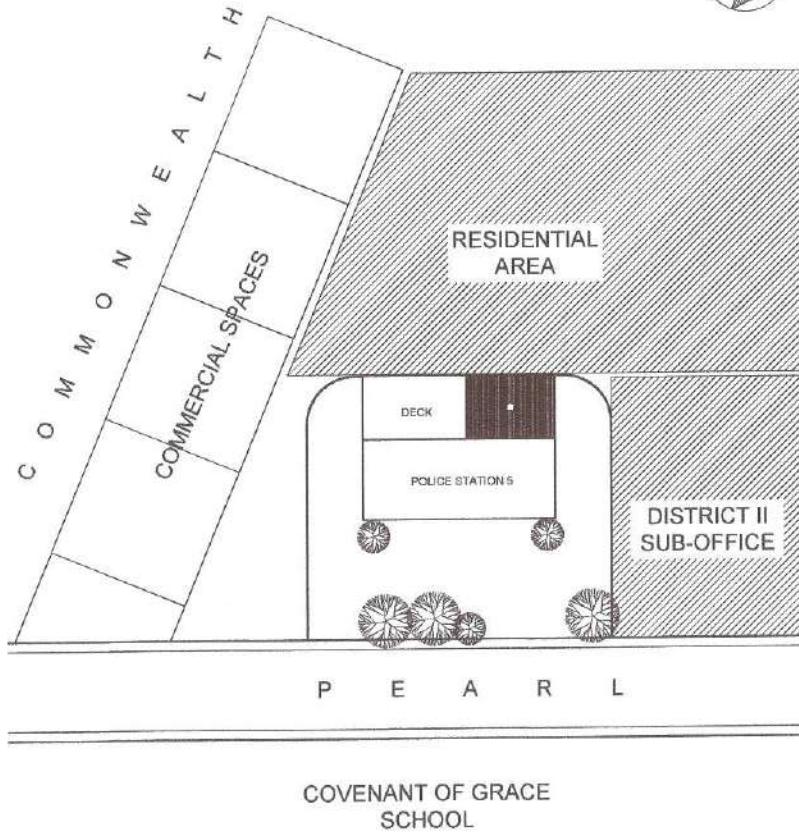 COMMONWEALTH
COMMERCIAL SPACES
RESIDENTIAL
AREA
DECK
POLICE STATION 5
DISTRICT II
SUB-OFFICE
PEARL
COVENANT OF GRACE
SCHOOL